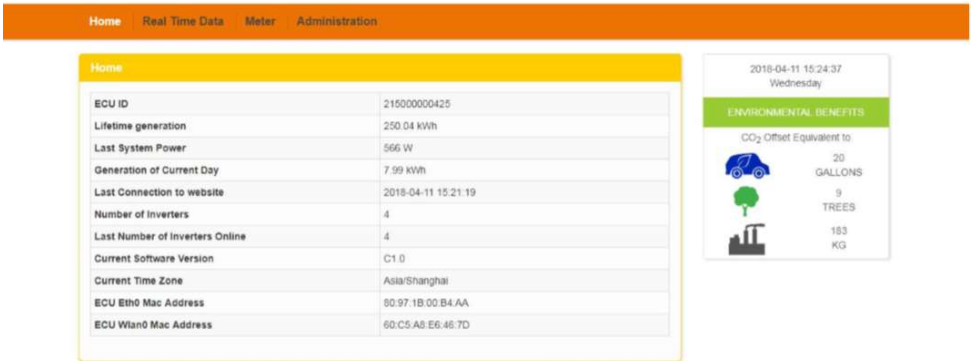 Home Real Time Data Meter Administration
Home
ECU ID 215000000425
Lifetime generation 250.04 kWh
Last System Power 566 W
Generation of Current Day 7.99 kWh
Last Connection to website 2018-04-11 15:21:19
Number of Inverters 4
Last Number of Inverters Online 4
Current Software Version C1.0
Current Time Zone Asia/Shanghai
ECU Eth0 Mac Address 80:97:1B:00:B4:AA
ECU Wlan0 Mac Address 60:C5:A8:E6:46:7D
2018-04-11 15:24:37
Wednesday
ENVIRONMENTAL BENEFITS
CO2 Offset Equivalent to
20
GALLONS
9
TREES
183
KG